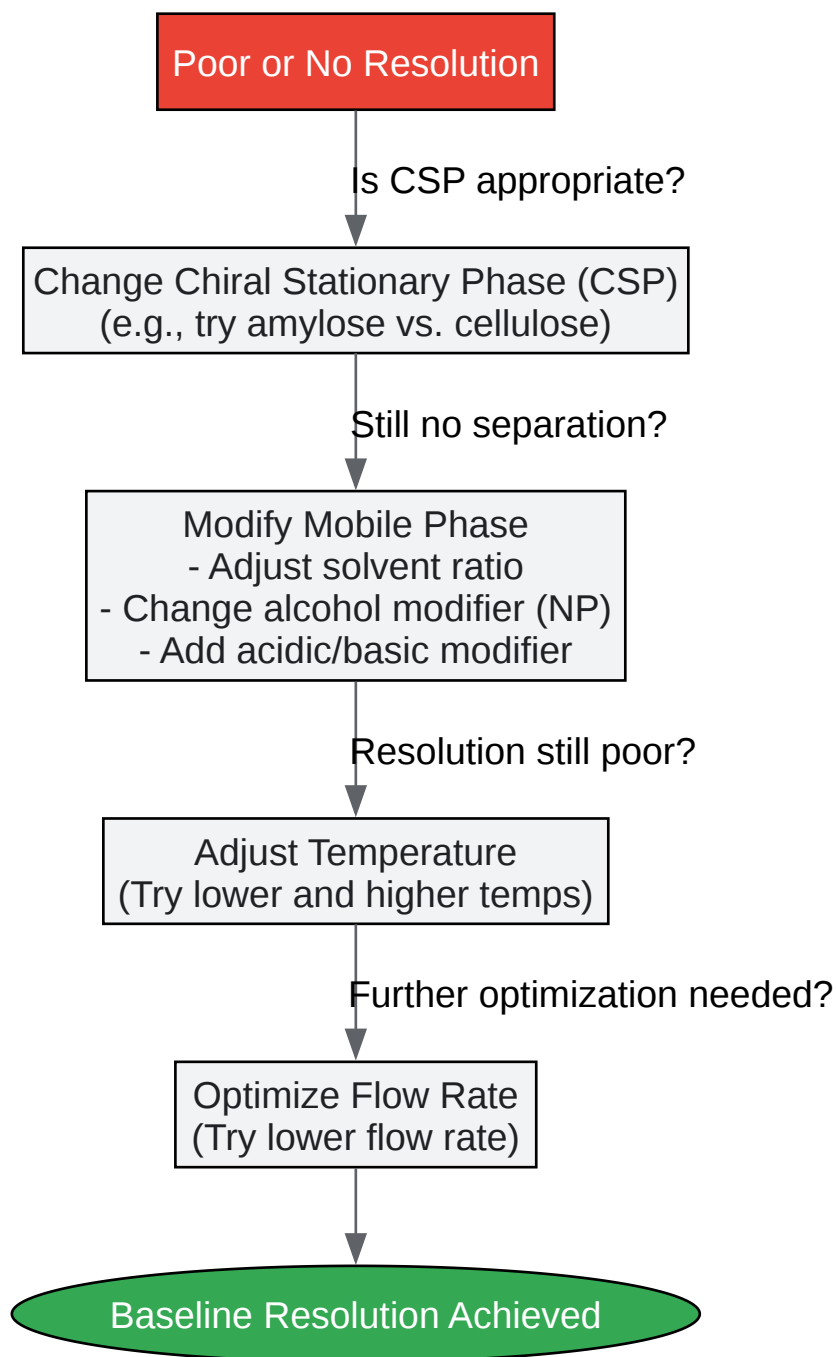 Poor or No Resolution
Is CSP appropriate?
Change Chiral Stationary Phase (CSP)
(e.g., try amylose vs. cellulose)
Still no separation?
Modify Mobile Phase
- Adjust solvent ratio
- Change alcohol modifier (NP)
- Add acidic/basic modifier
Resolution still poor?
Adjust Temperature
(Try lower and higher temps)
Further optimization needed?
Optimize Flow Rate
(Try lower flow rate)
Baseline Resolution Achieved